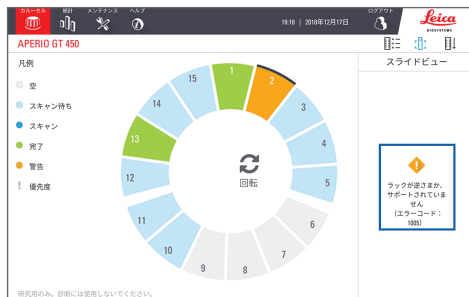 カルーセル 統計 メンテナンス ヘルプ 19:16 | 2018年12月17日 ログアウト Leica
BIOSYSTEMS
APERIO GT 450
凡例
空
スキャン待ち
スキャン
完了
警告
! 優先度
1
2
3
4
5
6
7
8
9
10
11
12
13
14
15
回転
スライドビュー
ラックが逆さまか、
サポートされていま
せん
（エラーコード：
1005）
研究用のみ。診断には使用しないでください。